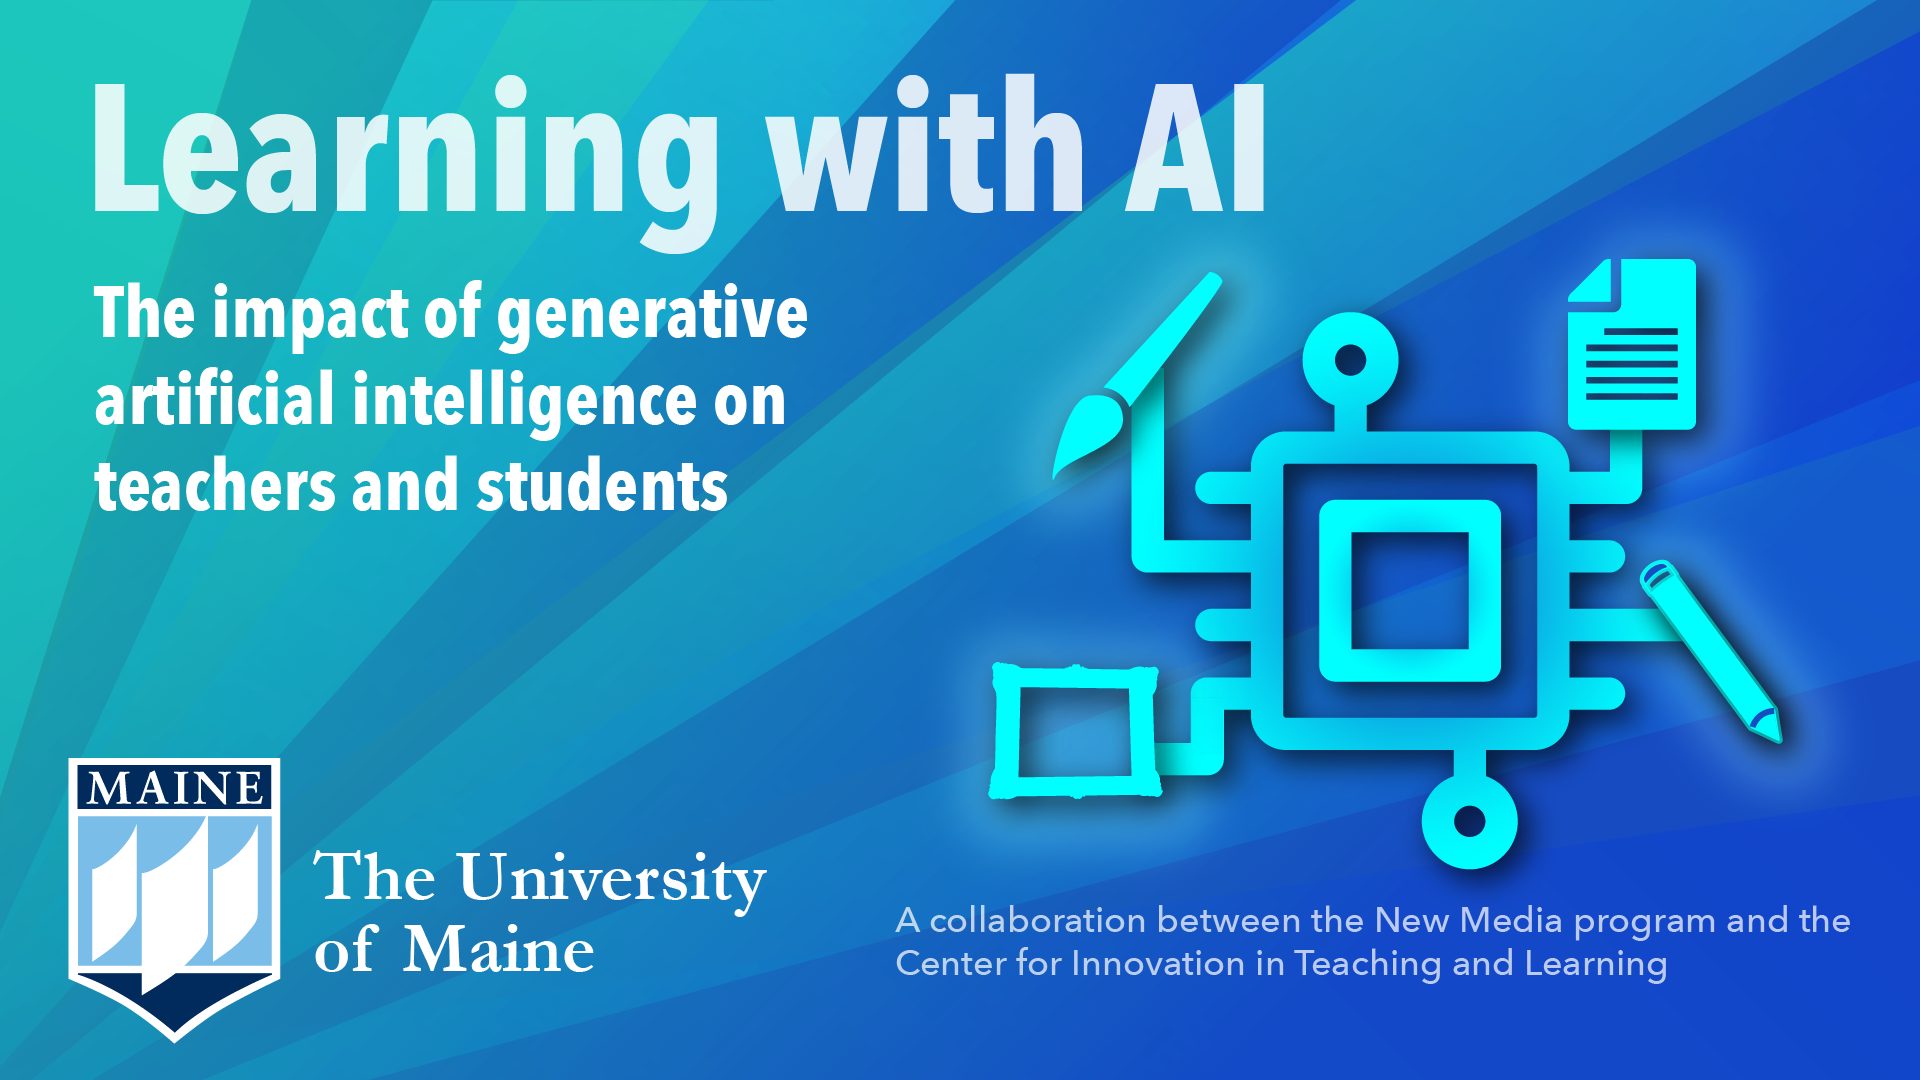 Learning with AI
The impact of generative
artificial intelligence on
teachers and students
MAINE
The University
of Maine
A collaboration between the New Media program and the
Center for Innovation in Teaching and Learning